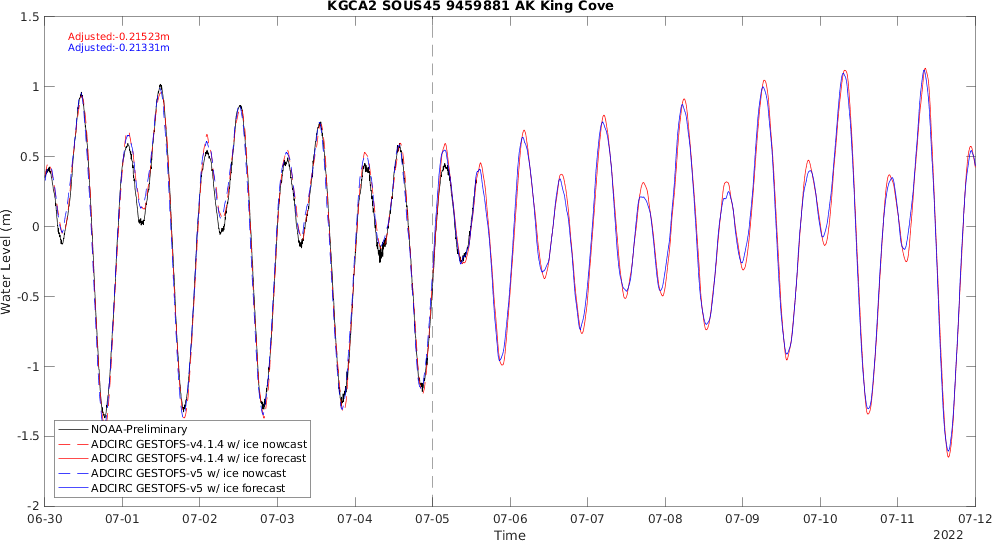 KGCA2 SOUS45 9459881 AK King Cove
Adjusted:-0.21523m
Adjusted:-0.21331m
1.5
1
0.5
0
-0.5
-1
-1.5
-2
Water Level (m)
NOAA-Preliminary
ADCIRC GESTOFS-v4.1.4 w/ ice nowcast
ADCIRC GESTOFS-v4.1.4 w/ ice forecast
ADCIRC GESTOFS-v5 w/ ice nowcast
ADCIRC GESTOFS-v5 w/ ice forecast
06-30 07-01 07-02 07-03 07-04 07-05 07-06 07-07 07-08 07-09 07-10 07-11 07-12
Time
2022